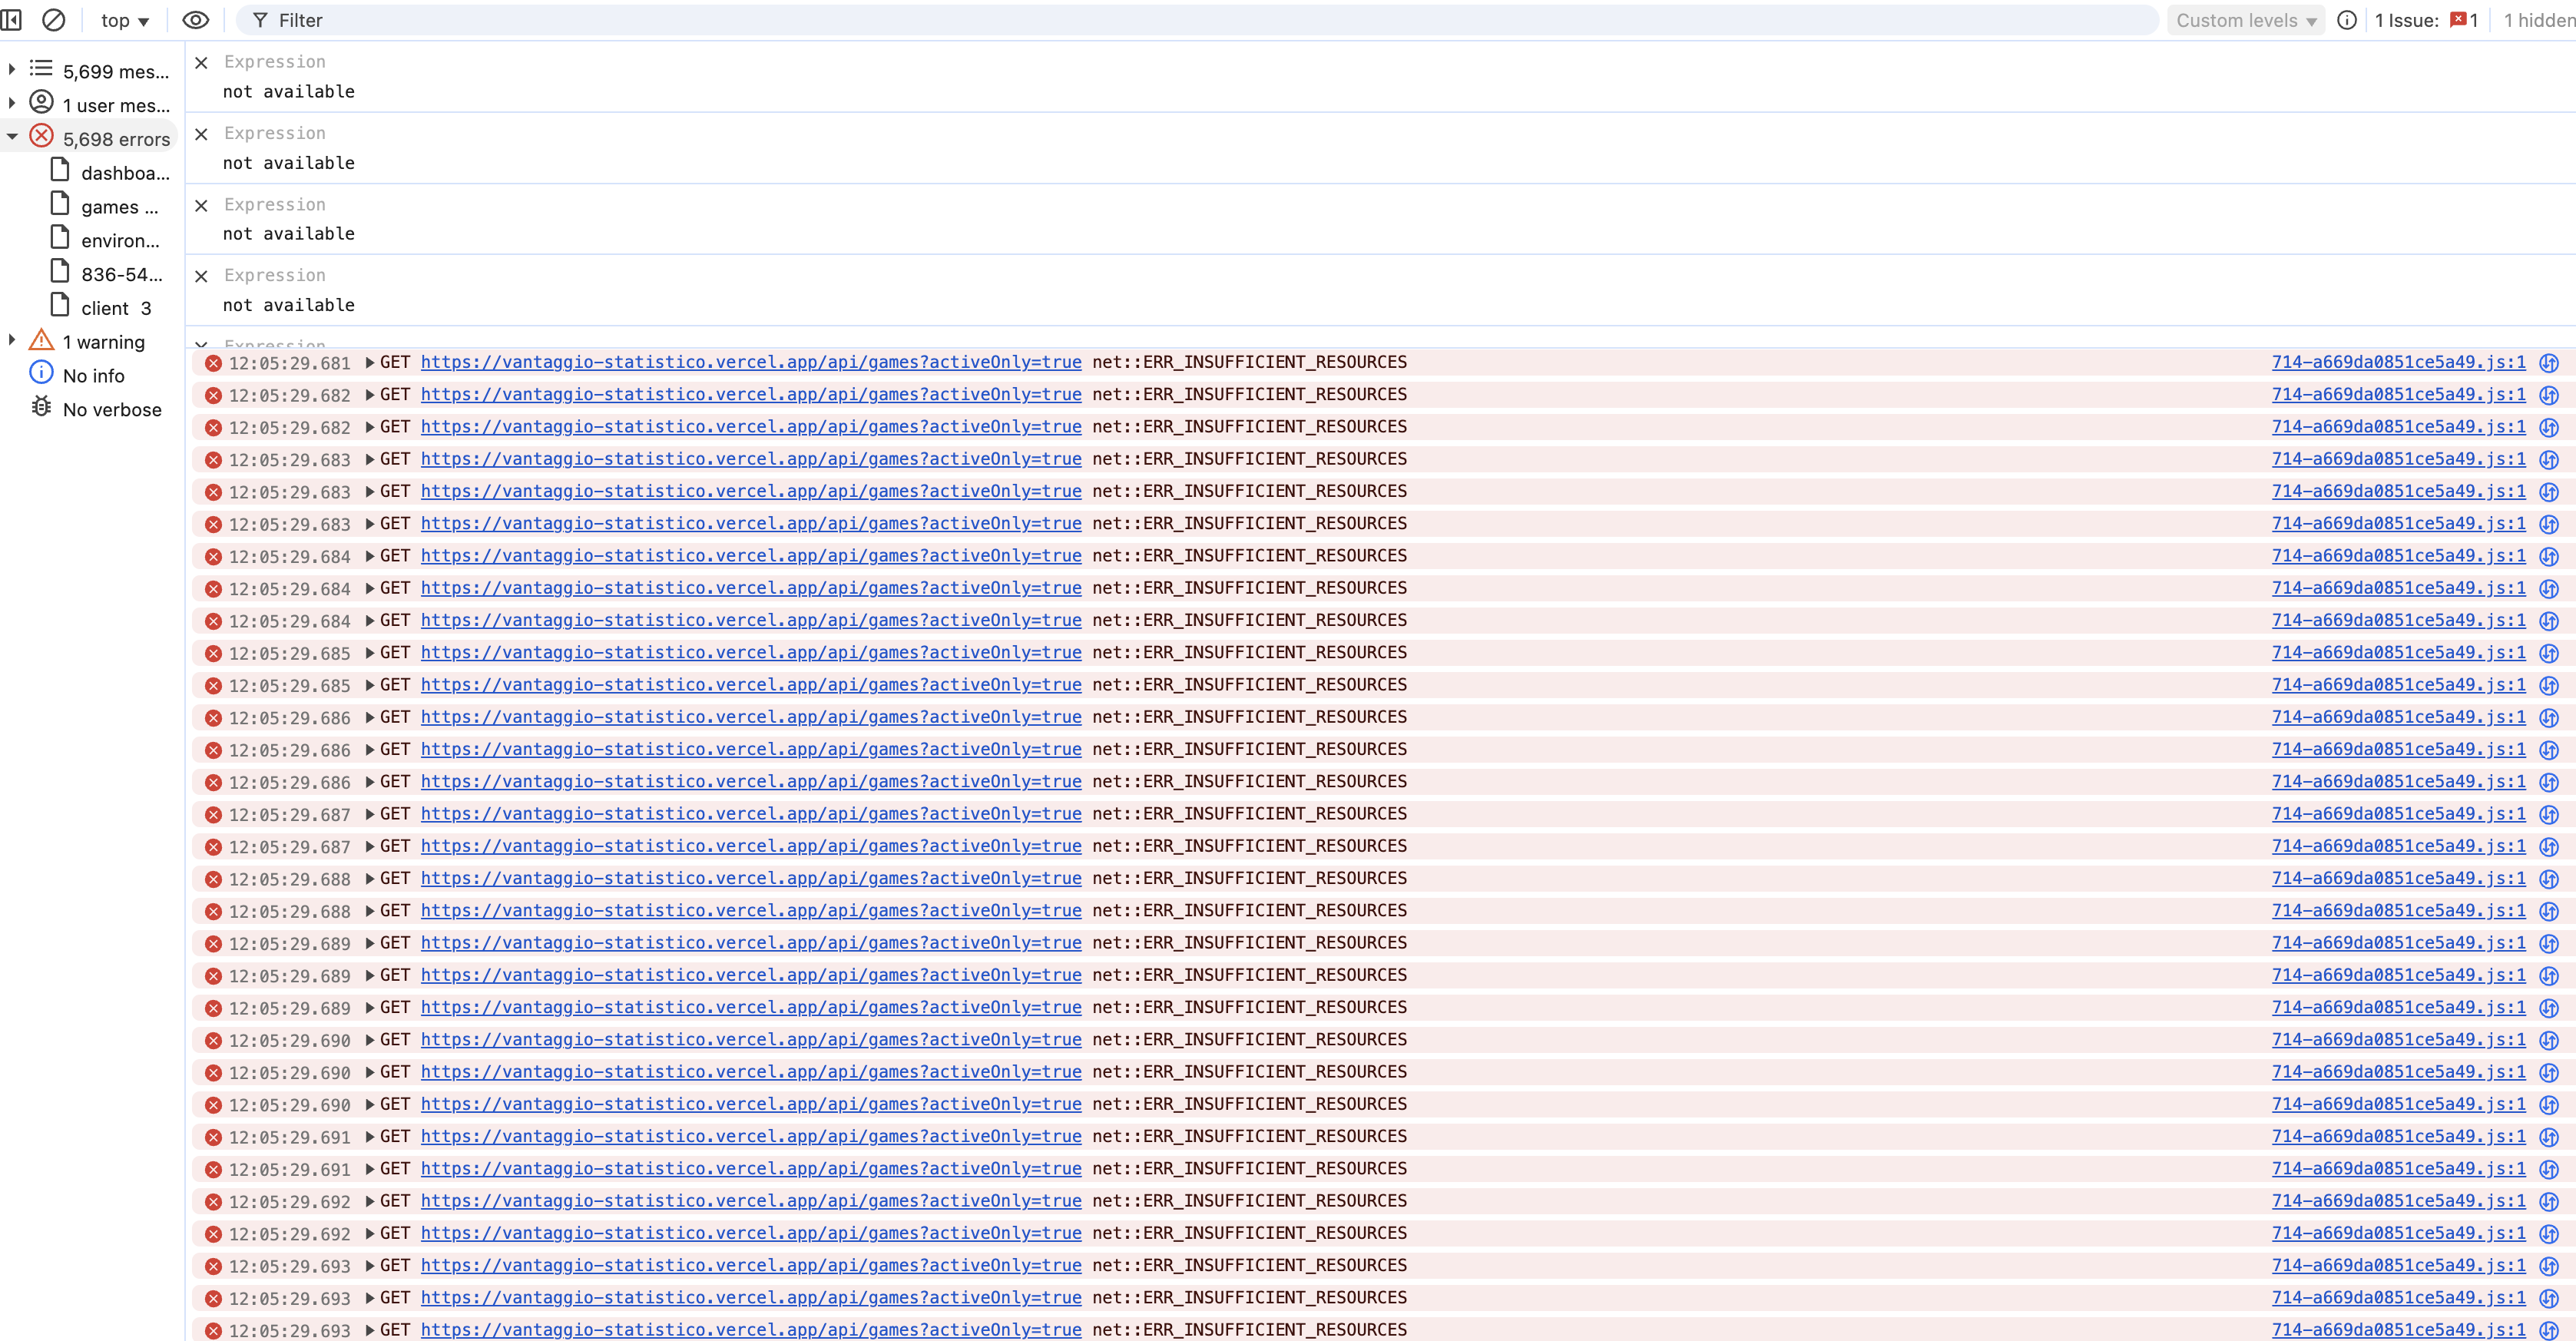 top ▼ Filter Custom levels ▼ 1 Issue: 1 1 hidden
5,699 mes...
1 user mes...
5,698 errors
dashboa...
games ...
environ...
836-54...
client 3
1 warning
No info
No verbose
Expression
not available
Expression
not available
Expression
not available
Expression
not available
Expression
12:05:29.681 GET https://vantaggio-statistico.vercel.app/api/games?activeOnly=true net::ERR_INSUFFICIENT_RESOURCES 714-a669da0851ce5a49.js:1
12:05:29.682 GET https://vantaggio-statistico.vercel.app/api/games?activeOnly=true net::ERR_INSUFFICIENT_RESOURCES 714-a669da0851ce5a49.js:1
12:05:29.682 GET https://vantaggio-statistico.vercel.app/api/games?activeOnly=true net::ERR_INSUFFICIENT_RESOURCES 714-a669da0851ce5a49.js:1
12:05:29.683 GET https://vantaggio-statistico.vercel.app/api/games?activeOnly=true net::ERR_INSUFFICIENT_RESOURCES 714-a669da0851ce5a49.js:1
12:05:29.683 GET https://vantaggio-statistico.vercel.app/api/games?activeOnly=true net::ERR_INSUFFICIENT_RESOURCES 714-a669da0851ce5a49.js:1
12:05:29.683 GET https://vantaggio-statistico.vercel.app/api/games?activeOnly=true net::ERR_INSUFFICIENT_RESOURCES 714-a669da0851ce5a49.js:1
12:05:29.684 GET https://vantaggio-statistico.vercel.app/api/games?activeOnly=true net::ERR_INSUFFICIENT_RESOURCES 714-a669da0851ce5a49.js:1
12:05:29.684 GET https://vantaggio-statistico.vercel.app/api/games?activeOnly=true net::ERR_INSUFFICIENT_RESOURCES 714-a669da0851ce5a49.js:1
12:05:29.684 GET https://vantaggio-statistico.vercel.app/api/games?activeOnly=true net::ERR_INSUFFICIENT_RESOURCES 714-a669da0851ce5a49.js:1
12:05:29.685 GET https://vantaggio-statistico.vercel.app/api/games?activeOnly=true net::ERR_INSUFFICIENT_RESOURCES 714-a669da0851ce5a49.js:1
12:05:29.685 GET https://vantaggio-statistico.vercel.app/api/games?activeOnly=true net::ERR_INSUFFICIENT_RESOURCES 714-a669da0851ce5a49.js:1
12:05:29.686 GET https://vantaggio-statistico.vercel.app/api/games?activeOnly=true net::ERR_INSUFFICIENT_RESOURCES 714-a669da0851ce5a49.js:1
12:05:29.686 GET https://vantaggio-statistico.vercel.app/api/games?activeOnly=true net::ERR_INSUFFICIENT_RESOURCES 714-a669da0851ce5a49.js:1
12:05:29.686 GET https://vantaggio-statistico.vercel.app/api/games?activeOnly=true net::ERR_INSUFFICIENT_RESOURCES 714-a669da0851ce5a49.js:1
12:05:29.687 GET https://vantaggio-statistico.vercel.app/api/games?activeOnly=true net::ERR_INSUFFICIENT_RESOURCES 714-a669da0851ce5a49.js:1
12:05:29.687 GET https://vantaggio-statistico.vercel.app/api/games?activeOnly=true net::ERR_INSUFFICIENT_RESOURCES 714-a669da0851ce5a49.js:1
12:05:29.688 GET https://vantaggio-statistico.vercel.app/api/games?activeOnly=true net::ERR_INSUFFICIENT_RESOURCES 714-a669da0851ce5a49.js:1
12:05:29.688 GET https://vantaggio-statistico.vercel.app/api/games?activeOnly=true net::ERR_INSUFFICIENT_RESOURCES 714-a669da0851ce5a49.js:1
12:05:29.689 GET https://vantaggio-statistico.vercel.app/api/games?activeOnly=true net::ERR_INSUFFICIENT_RESOURCES 714-a669da0851ce5a49.js:1
12:05:29.689 GET https://vantaggio-statistico.vercel.app/api/games?activeOnly=true net::ERR_INSUFFICIENT_RESOURCES 714-a669da0851ce5a49.js:1
12:05:29.689 GET https://vantaggio-statistico.vercel.app/api/games?activeOnly=true net::ERR_INSUFFICIENT_RESOURCES 714-a669da0851ce5a49.js:1
12:05:29.690 GET https://vantaggio-statistico.vercel.app/api/games?activeOnly=true net::ERR_INSUFFICIENT_RESOURCES 714-a669da0851ce5a49.js:1
12:05:29.690 GET https://vantaggio-statistico.vercel.app/api/games?activeOnly=true net::ERR_INSUFFICIENT_RESOURCES 714-a669da0851ce5a49.js:1
12:05:29.690 GET https://vantaggio-statistico.vercel.app/api/games?activeOnly=true net::ERR_INSUFFICIENT_RESOURCES 714-a669da0851ce5a49.js:1
12:05:29.691 GET https://vantaggio-statistico.vercel.app/api/games?activeOnly=true net::ERR_INSUFFICIENT_RESOURCES 714-a669da0851ce5a49.js:1
12:05:29.691 GET https://vantaggio-statistico.vercel.app/api/games?activeOnly=true net::ERR_INSUFFICIENT_RESOURCES 714-a669da0851ce5a49.js:1
12:05:29.692 GET https://vantaggio-statistico.vercel.app/api/games?activeOnly=true net::ERR_INSUFFICIENT_RESOURCES 714-a669da0851ce5a49.js:1
12:05:29.692 GET https://vantaggio-statistico.vercel.app/api/games?activeOnly=true net::ERR_INSUFFICIENT_RESOURCES 714-a669da0851ce5a49.js:1
12:05:29.693 GET https://vantaggio-statistico.vercel.app/api/games?activeOnly=true net::ERR_INSUFFICIENT_RESOURCES 714-a669da0851ce5a49.js:1
12:05:29.693 GET https://vantaggio-statistico.vercel.app/api/games?activeOnly=true net::ERR_INSUFFICIENT_RESOURCES 714-a669da0851ce5a49.js:1
12:05:29.693 GET https://vantaggio-statistico.vercel.app/api/games?activeOnly=true net::ERR_INSUFFICIENT_RESOURCES 714-a669da0851ce5a49.js:1